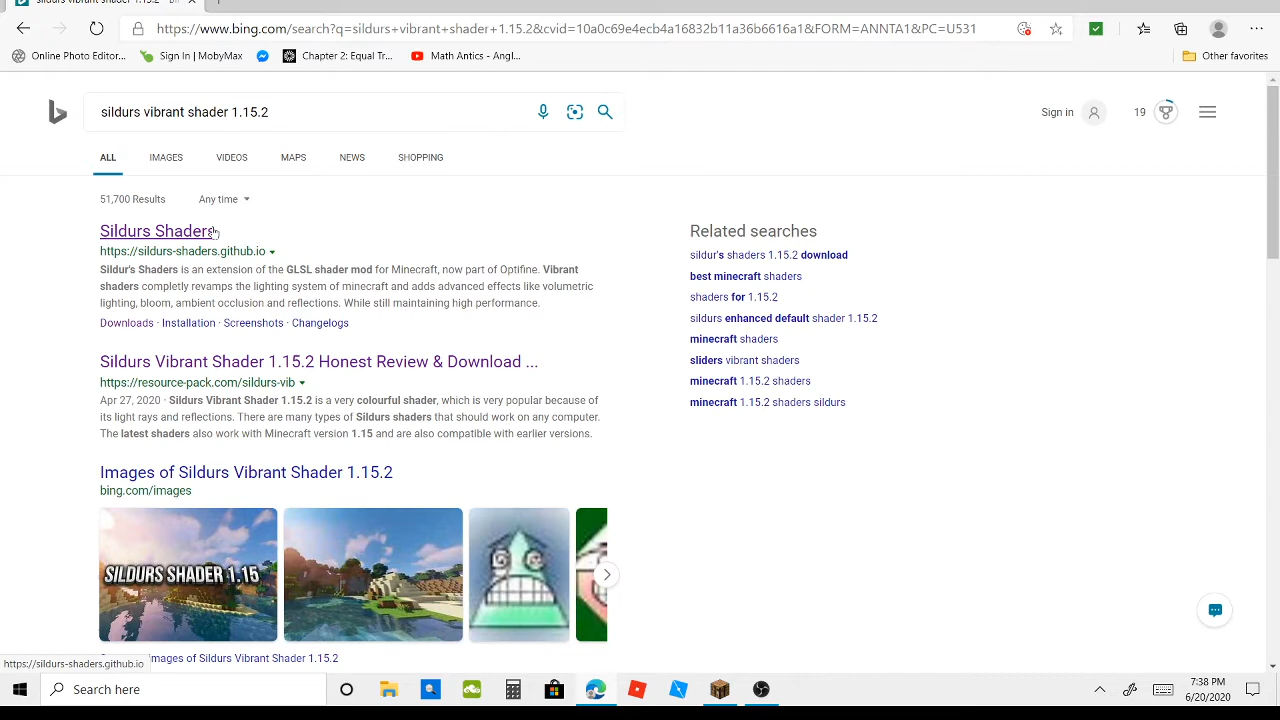 sildurs vibrant shader 1.15.2 -
https://www.bing.com/search?q=sildurs+vibrant+shader+1.15.2&cvid=10a0c69e4ecb4a16832b11a36b6616a1&FORM=ANNTA1&PC=U531
Online Photo Editor... Sign In | MobyMax Chapter 2: Equal Tr... Math Antics - Angl... Other favorites
sildurs vibrant shader 1.15.2
Sign in 19
ALL IMAGES VIDEOS MAPS NEWS SHOPPING
51,700 Results Any time
Sildurs Shaders
https://sildurs-shaders.github.io
Sildur's Shaders is an extension of the GLSL shader mod for Minecraft, now part of Optifine. Vibrant
shaders completly revamps the lighting system of minecraft and adds advanced effects like volumetric
lighting, bloom, ambient occlusion and reflections. While still maintaining high performance.
Downloads · Installation · Screenshots · Changelogs
Sildurs Vibrant Shader 1.15.2 Honest Review & Download ...
https://resource-pack.com/sildurs-vib
Apr 27, 2020 · Sildurs Vibrant Shader 1.15.2 is a very colourful shader, which is very popular because of
its light rays and reflections. There are many types of Sildurs shaders that should work on any computer.
The latest shaders also work with Minecraft version 1.15 and are also compatible with earlier versions.
Images of Sildurs Vibrant Shader 1.15.2
bing.com/images
SILDURS SHADER 1.15
images of Sildurs Vibrant Shader 1.15.2
Related searches
sildur's shaders 1.15.2 download
best minecraft shaders
shaders for 1.15.2
sildurs enhanced default shader 1.15.2
minecraft shaders
sliders vibrant shaders
minecraft 1.15.2 shaders
minecraft 1.15.2 shaders sildurs
https://sildurs-shaders.github.io
Search here
7:38 PM
6/20/2020